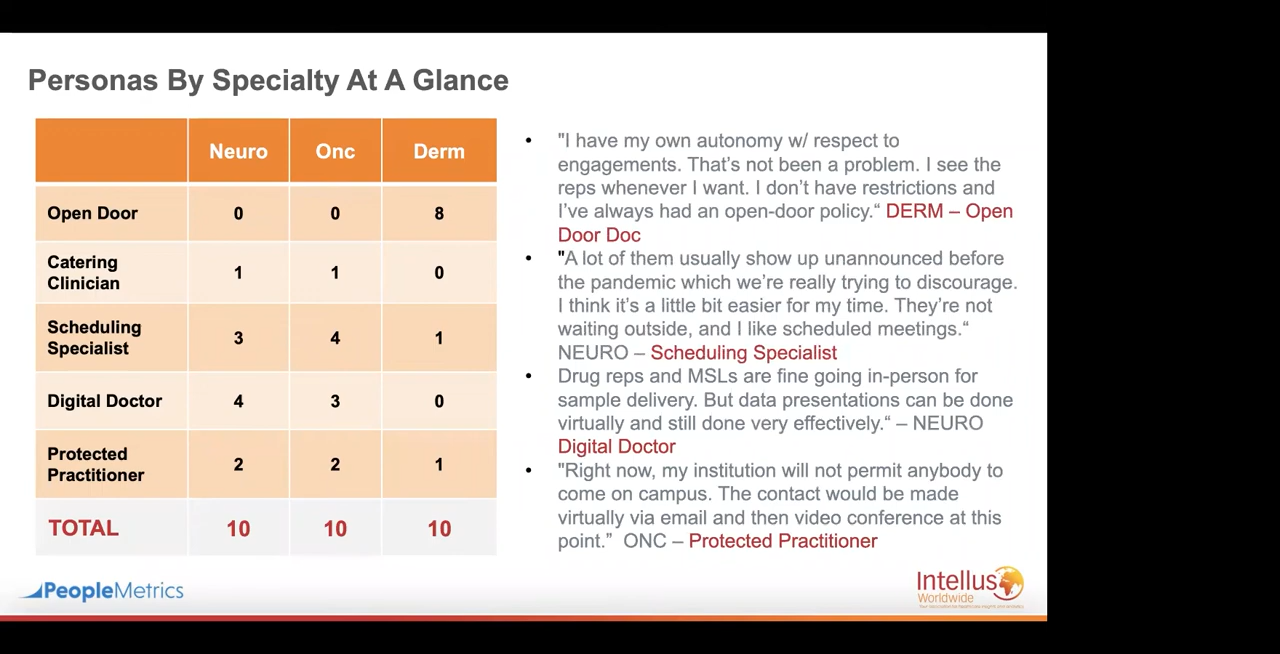 Personas By Specialty At A Glance
Neuro Onc Derm
Open Door 0 0 8
Catering
Clinician 1 1 0
Scheduling
Specialist 3 4 1
Digital Doctor 4 3 0
Protected
Practitioner 2 2 1
TOTAL 10 10 10
• "I have my own autonomy w/ respect to
engagements. That's not been a problem. I see the
reps whenever I want. I don't have restrictions and
I've always had an open-door policy.“ DERM – Open
Door Doc
• "A lot of them usually show up unannounced before
the pandemic which we're really trying to discourage.
I think it's a little bit easier for my time. They're not
waiting outside, and I like scheduled meetings.“
NEURO – Scheduling Specialist
• Drug reps and MSLs are fine going in-person for
sample delivery. But data presentations can be done
virtually and still done very effectively.“ – NEURO
Digital Doctor
• "Right now, my institution will not permit anybody to
come on campus. The contact would be made
virtually via email and then video conference at this
point.” ONC – Protected Practitioner
PeopleMetrics
Intellus
Worldwide